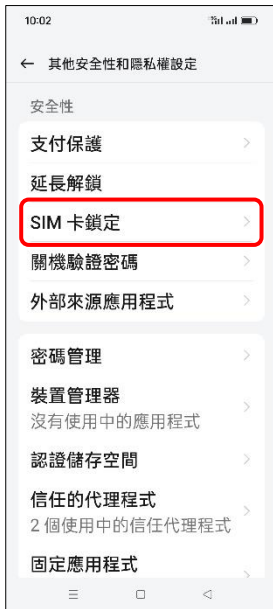 10:02
← 其他安全性和隱私權設定
安全性
支付保護
延長解鎖
SIM 卡鎖定
關機驗證密碼
外部來源應用程式
密碼管理
裝置管理器
沒有使用中的應用程式
認證儲存空間
信任的代理程式
2 個使用中的信任代理程式
固定應用程式